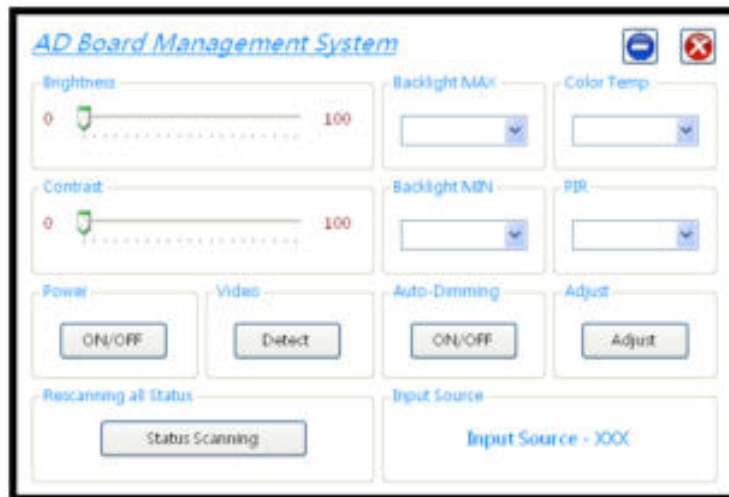 AD Board Management System
Brightness
0 100
Backlight MAX
Color Temp
Contrast
0 100
Backlight MIN
PIR
Power
ON/OFF
Video
Detect
Auto-Dimming
ON/OFF
Adjust
Adjust
Rescanning all Status
Status Scanning
Input Source
Input Source - XXX